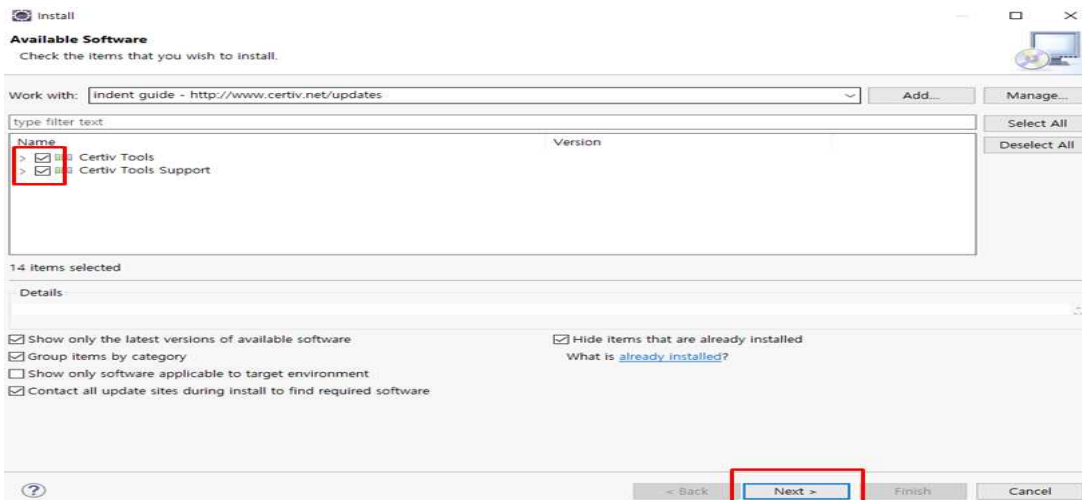 Install
Available Software
Check the items that you wish to install.
Work with: indent guide - http://www.certiv.net/updates Add... Manage...
type filter text Select All
Name Version Deselect All
Certiv Tools
Certiv Tools Support
14 items selected
Details
Show only the latest versions of available software Hide items that are already installed
Group items by category What is already installed?
Show only software applicable to target environment
Contact all update sites during install to find required software
? < Back Next > Finish Cancel